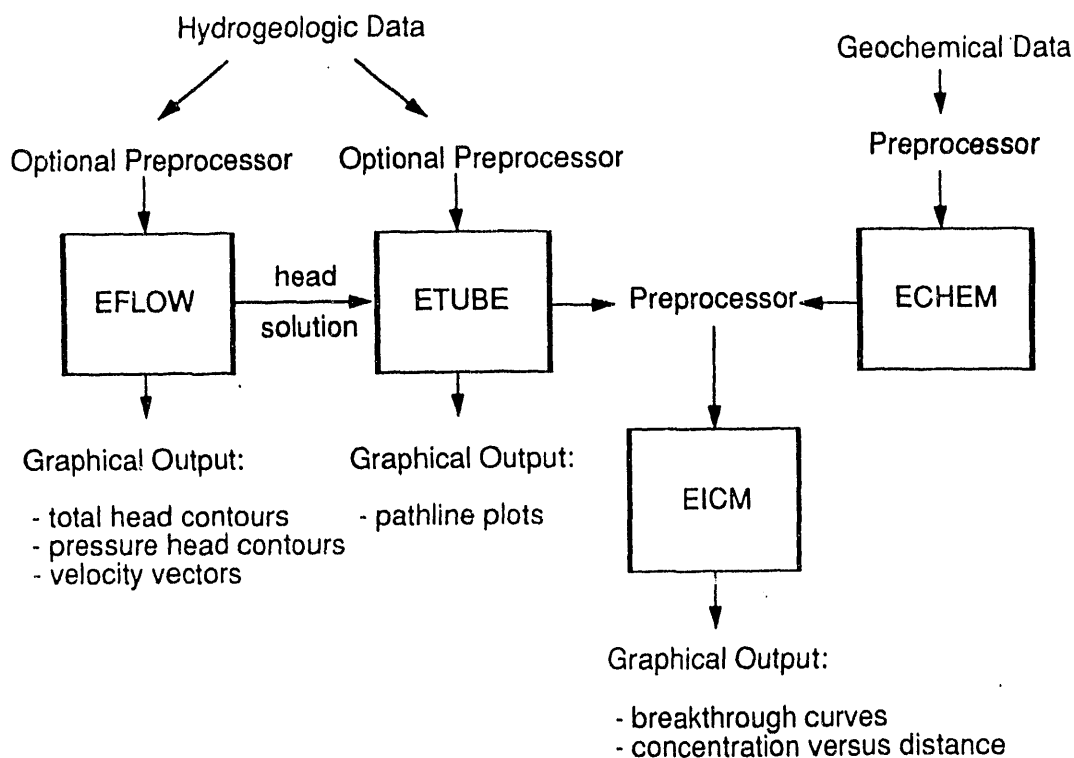 Hydrogeologic Data
Geochemical Data
Optional Preprocessor
Optional Preprocessor
Preprocessor
EFLOW
head
solution
ETUBE
Preprocessor
ECHEM
Graphical Output:
- total head contours
- pressure head contours
- velocity vectors
Graphical Output:
- pathline plots
EICM
Graphical Output:
- breakthrough curves
- concentration versus distance